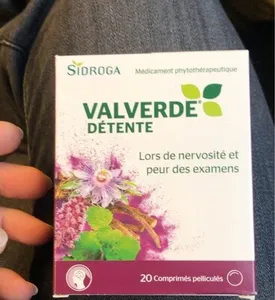 SIDROGA
Médicament phytothérapeutique
VALVERDE®
DÉTENTE
Lors de nervosité et
peur des examens
20 Comprimés pelliculés